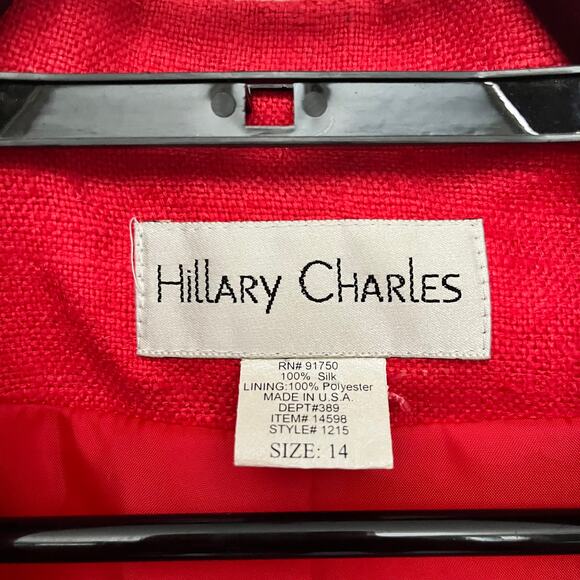 Hillary Charles
RN# 91750
100% Silk
LINING:100% Polyester
MADE IN U.S.A.
DEPT#389
ITEM# 14598
STYLE# 1215
SIZE: 14